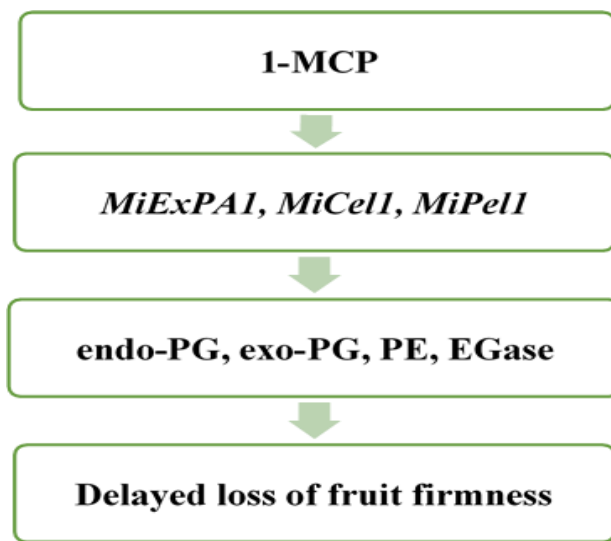 1-MCP
MiExPA1, MiCel1, MiPel1
endo-PG, exo-PG, PE, EGase
Delayed loss of fruit firmness